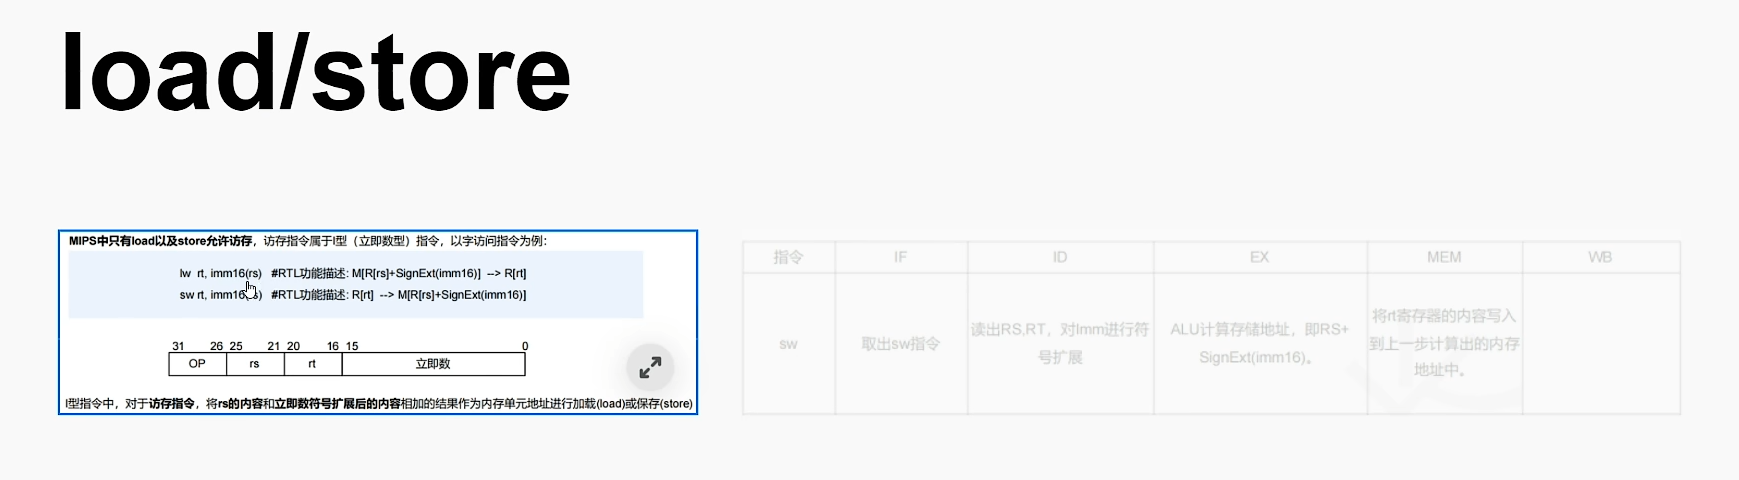 load/store
MIPS中只有load以及store允许访存，访存指令属于I型（立即数型）指令，以字访问指令为例：
lw rt, imm16(rs) #RTL功能描述: M[R[rs]+SignExt(imm16)] --> R[rt]
sw rt, imm16(rs) #RTL功能描述: R[rt] --> M[R[rs]+SignExt(imm16)]
31 26 25 21 20 16 15 0
OP rs rt 立即数
I型指令中，对于访存指令，将rs的内容和立即数符号扩展后的内容相加的结果作为内存单元地址进行加载(load)或保存(store)
指令 IF ID EX MEM WB
sw 取出sw指令 读出RS,RT，对Imm进行符
号扩展 ALU计算存储地址，即RS+
SignExt(imm16)。 将rt寄存器的内容写入
到上一步计算出的内存
地址中。